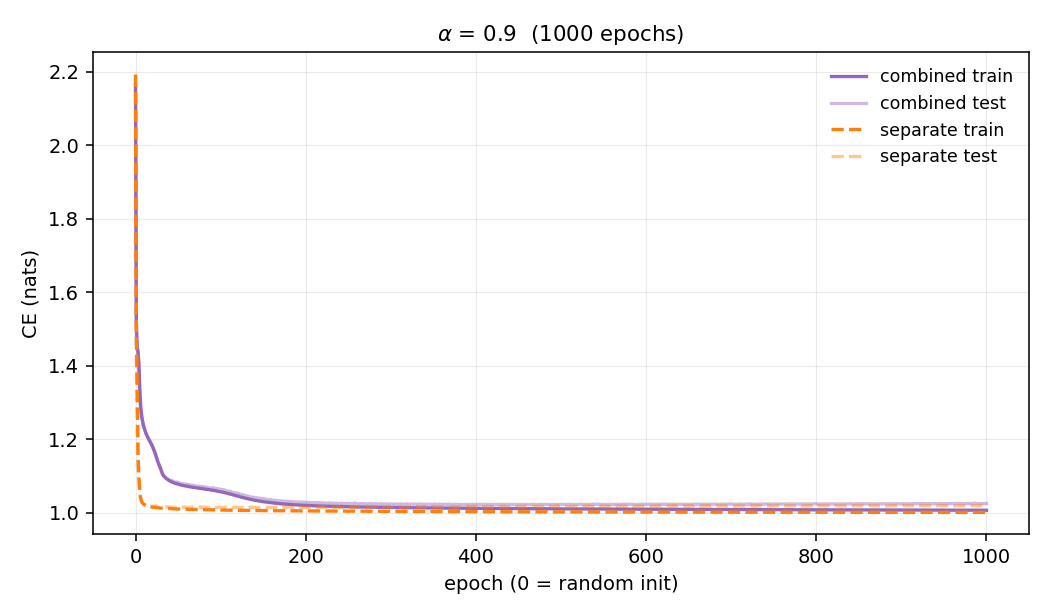 α = 0.9 (1000 epochs)
combined train
combined test
separate train
separate test
CE (nats)
2.2
2.0
1.8
1.6
1.4
1.2
1.0
0 200 400 600 800 1000
epoch (0 = random init)